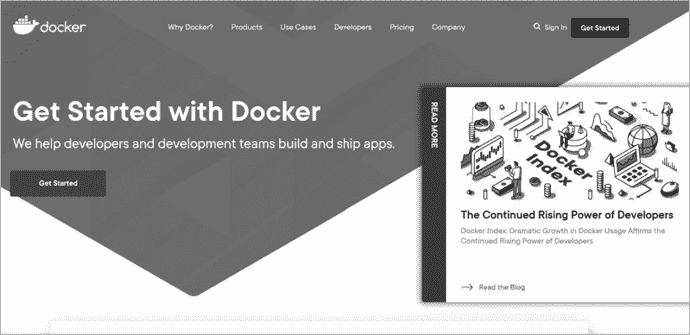 docker
Why Docker?
Products
Use Cases
Developers
Pricing
Company
Sign In
Get Started
Get Started with Docker
We help developers and development teams build and ship apps.
Get Started
READ MORE
Docker
Index
The Continued Rising Power of Developers
Docker Index: Dramatic Growth in Docker Usage Affirms the
Continued Rising Power of Developers
Read the Blog